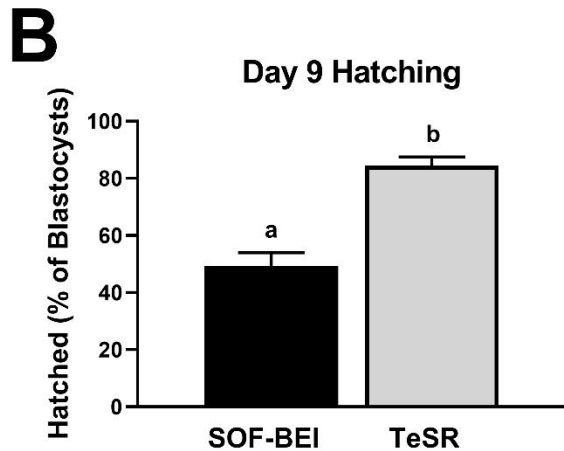 B
Day 9 Hatching
Hatched (% of Blastocysts)
100
80
60
40
20
0
a
b
SOF-BEI TeSR